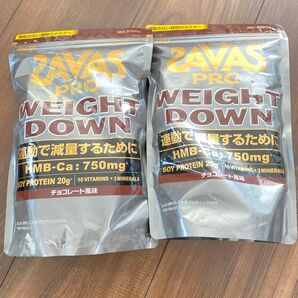 SAVAS
PRO
WEIGHT
DOWN
運動で減量するために
HMB-Ca:750mg
SOY PROTEIN 20g
10 VITAMINS + 3 MINERALS
チョコレート風味
SAVAS
PRO
WEIGHT
DOWN
運動で減量するために
HMB-Ca:750mg
SOY PROTEIN 20g
10 VITAMINS + 3 MINERALS
チョコレート風味